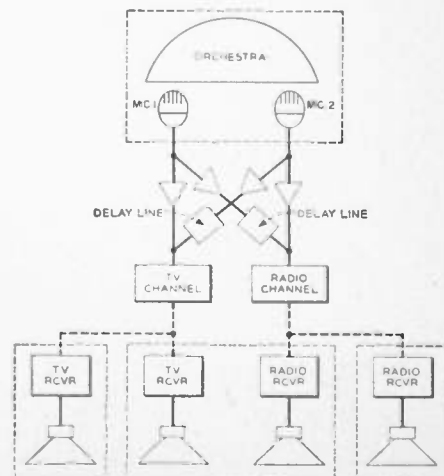 ORCHESTRA
MIC. 1
MIC. 2
DELAY LINE
DELAY LINE
TV
CHANNEL
RADIO
CHANNEL
TV
RCVR
TV
RCVR
RADIO
RCVR
RADIO
RCVR